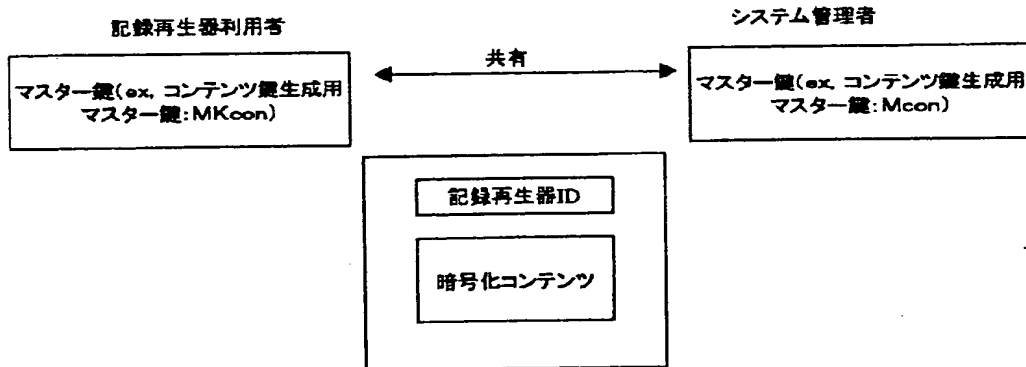 記録再生器利用者
システム管理者
共有
マスター鍵(ex, コンテンツ鍵生成用
マスター鍵:MKcon)
マスター鍵(ex, コンテンツ鍵生成用
マスター鍵:Mcon)
記録再生器ID
暗号化コンテンツ